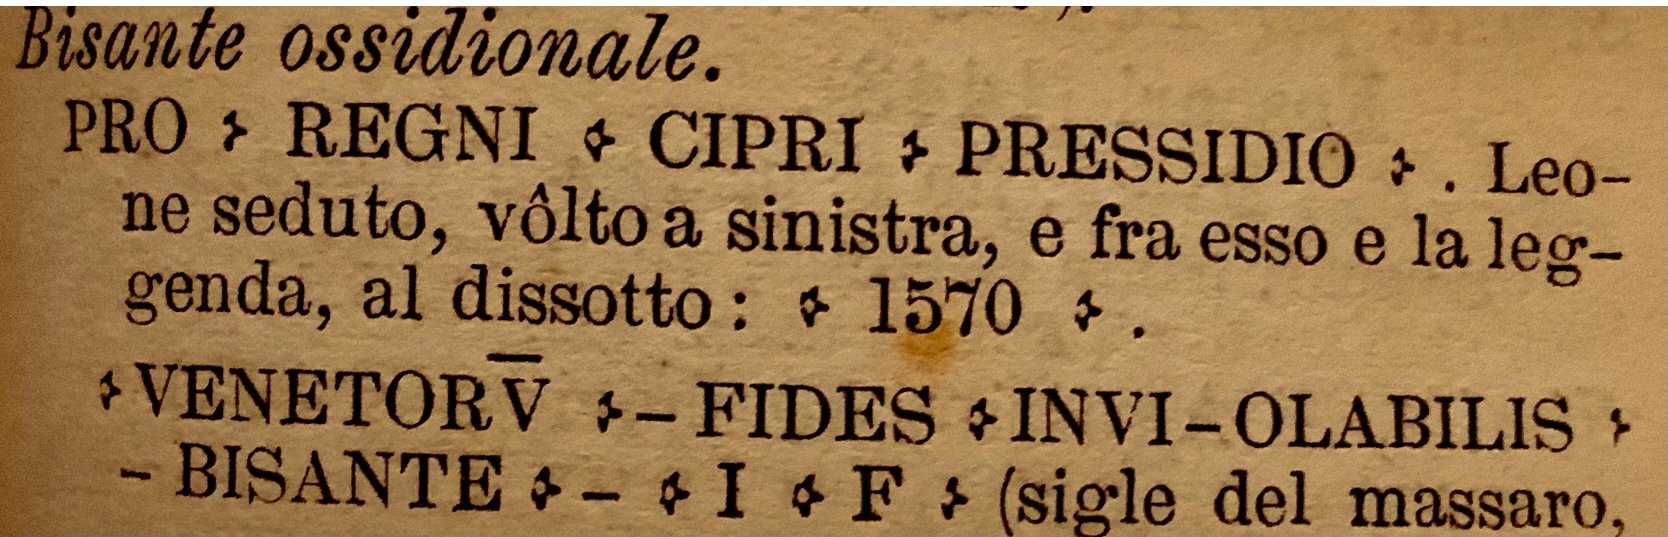 Bisante ossidionale.
PRO ✦ REGNI ✦ CIPRI ✦ PRESSIDIO ✦ . Leo-
ne seduto, vôlto a sinistra, e fra esso e la leg-
genda, al dissotto : ✦ 1570 ✦ .
✦ VENETORV̅ ✦ – FIDES ✦ INVI – OLABILIS ✦
– BISANTE ✦ – ✦ I ✦ F ✦ (sigle del massaro,